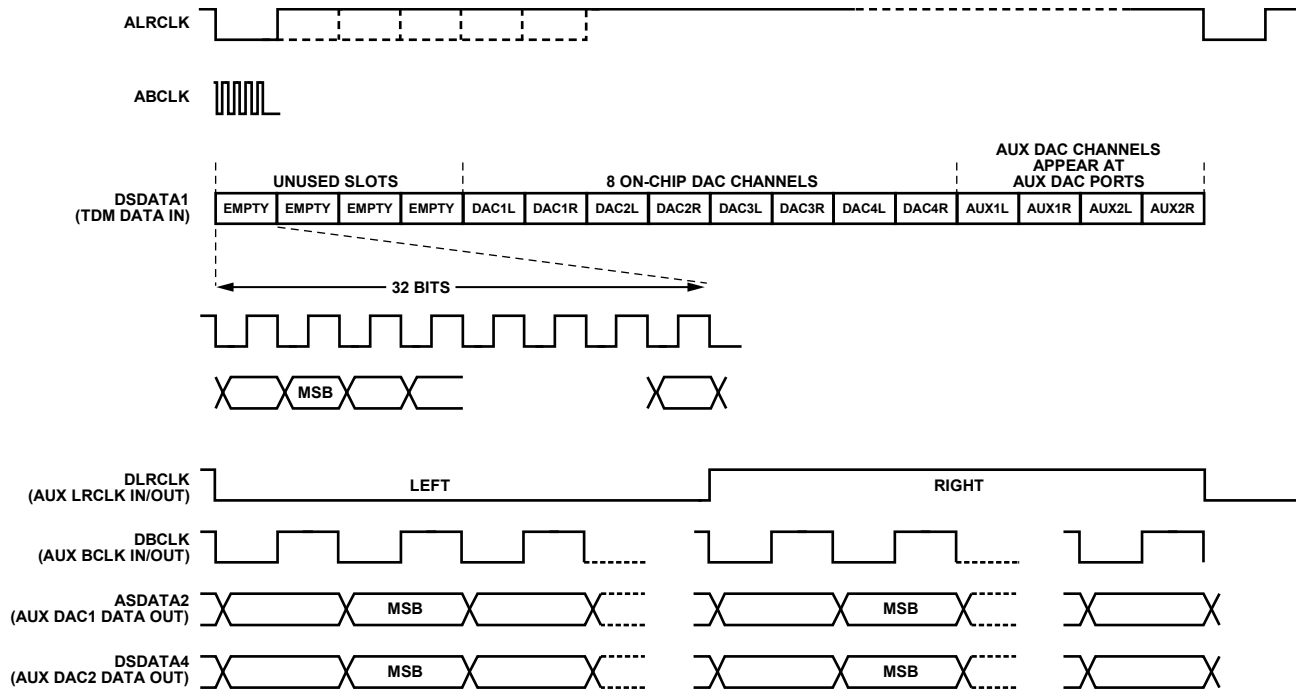 ALRCLK
ABCLK
DSDATA1
(TDM DATA IN)
UNUSED SLOTS
8 ON-CHIP DAC CHANNELS
AUX DAC CHANNELS
APPEAR AT
AUX DAC PORTS
EMPTY EMPTY EMPTY EMPTY DAC1L DAC1R DAC2L DAC2R DAC3L DAC3R DAC4L DAC4R AUX1L AUX1R AUX2L AUX2R
32 BITS
MSB
DLRCLK
(AUX LRCLK IN/OUT)
LEFT
RIGHT
DBCLK
(AUX BCLK IN/OUT)
ASDATA2
(AUX DAC1 DATA OUT)
MSB
MSB
DSDATA4
(AUX DAC2 DATA OUT)
MSB
MSB